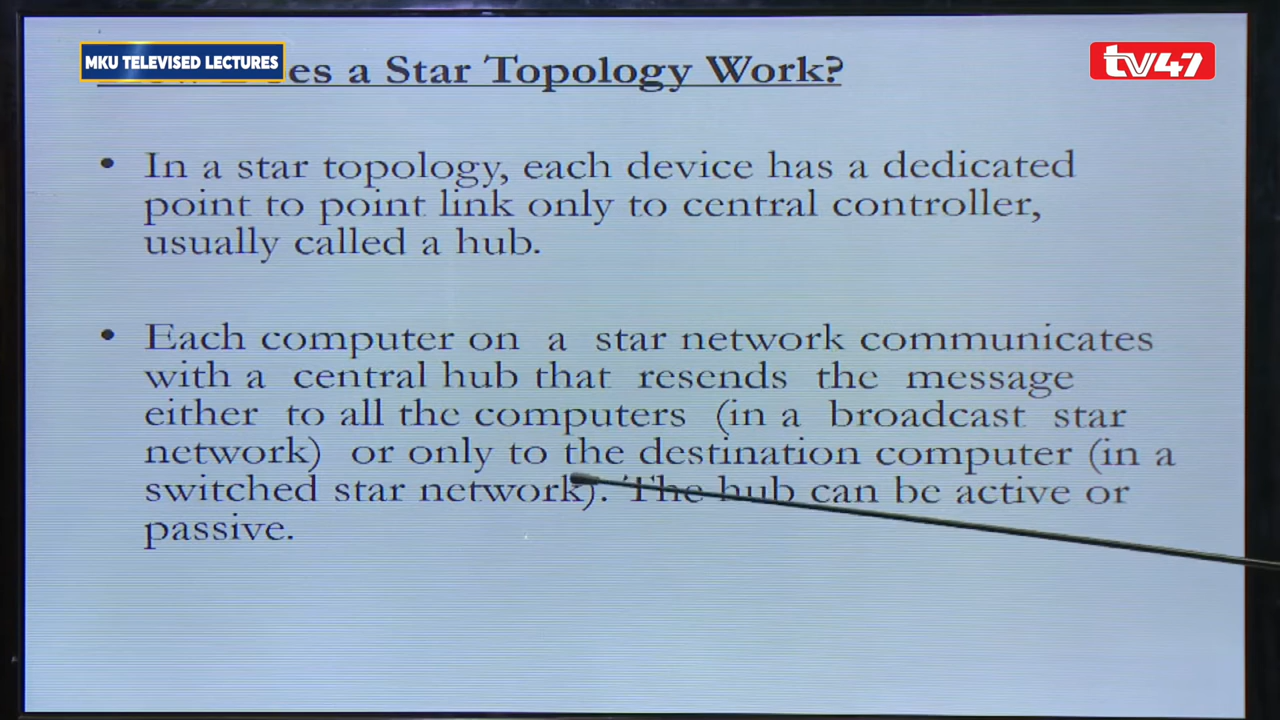 MKU TELEVISED LECTURES
tv47
es a Star Topology Work?
• In a star topology, each device has a dedicated
point to point link only to central controller,
usually called a hub.
• Each computer on a star network communicates
with a central hub that resends the message
either to all the computers (in a broadcast star
network) or only to the destination computer (in a
switched star network). The hub can be active or
passive.